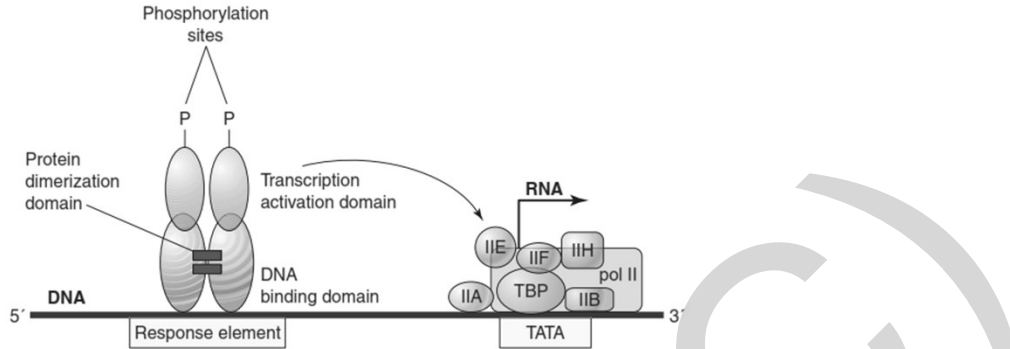 Phosphorylation
sites
P P
Protein
dimerization
domain
Transcription
activation domain
RNA
IIE
IIF
IIH
pol II
DNA
binding domain
DNA
IIA
TBP
IIB
5′
3′
Response element
TATA